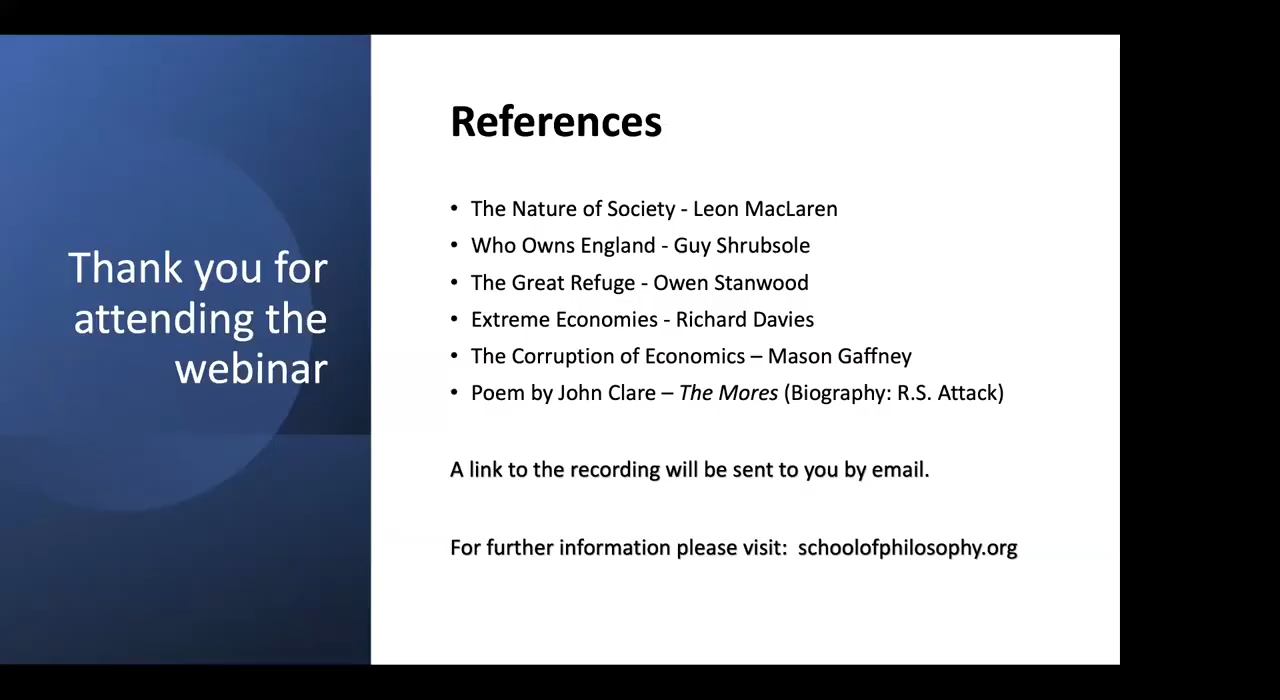 Thank you for
attending the
webinar
References
• The Nature of Society - Leon MacLaren
• Who Owns England - Guy Shrubsole
• The Great Refuge - Owen Stanwood
• Extreme Economies - Richard Davies
• The Corruption of Economics – Mason Gaffney
• Poem by John Clare – The Mores (Biography: R.S. Attack)
A link to the recording will be sent to you by email.
For further information please visit: schoolofphilosophy.org